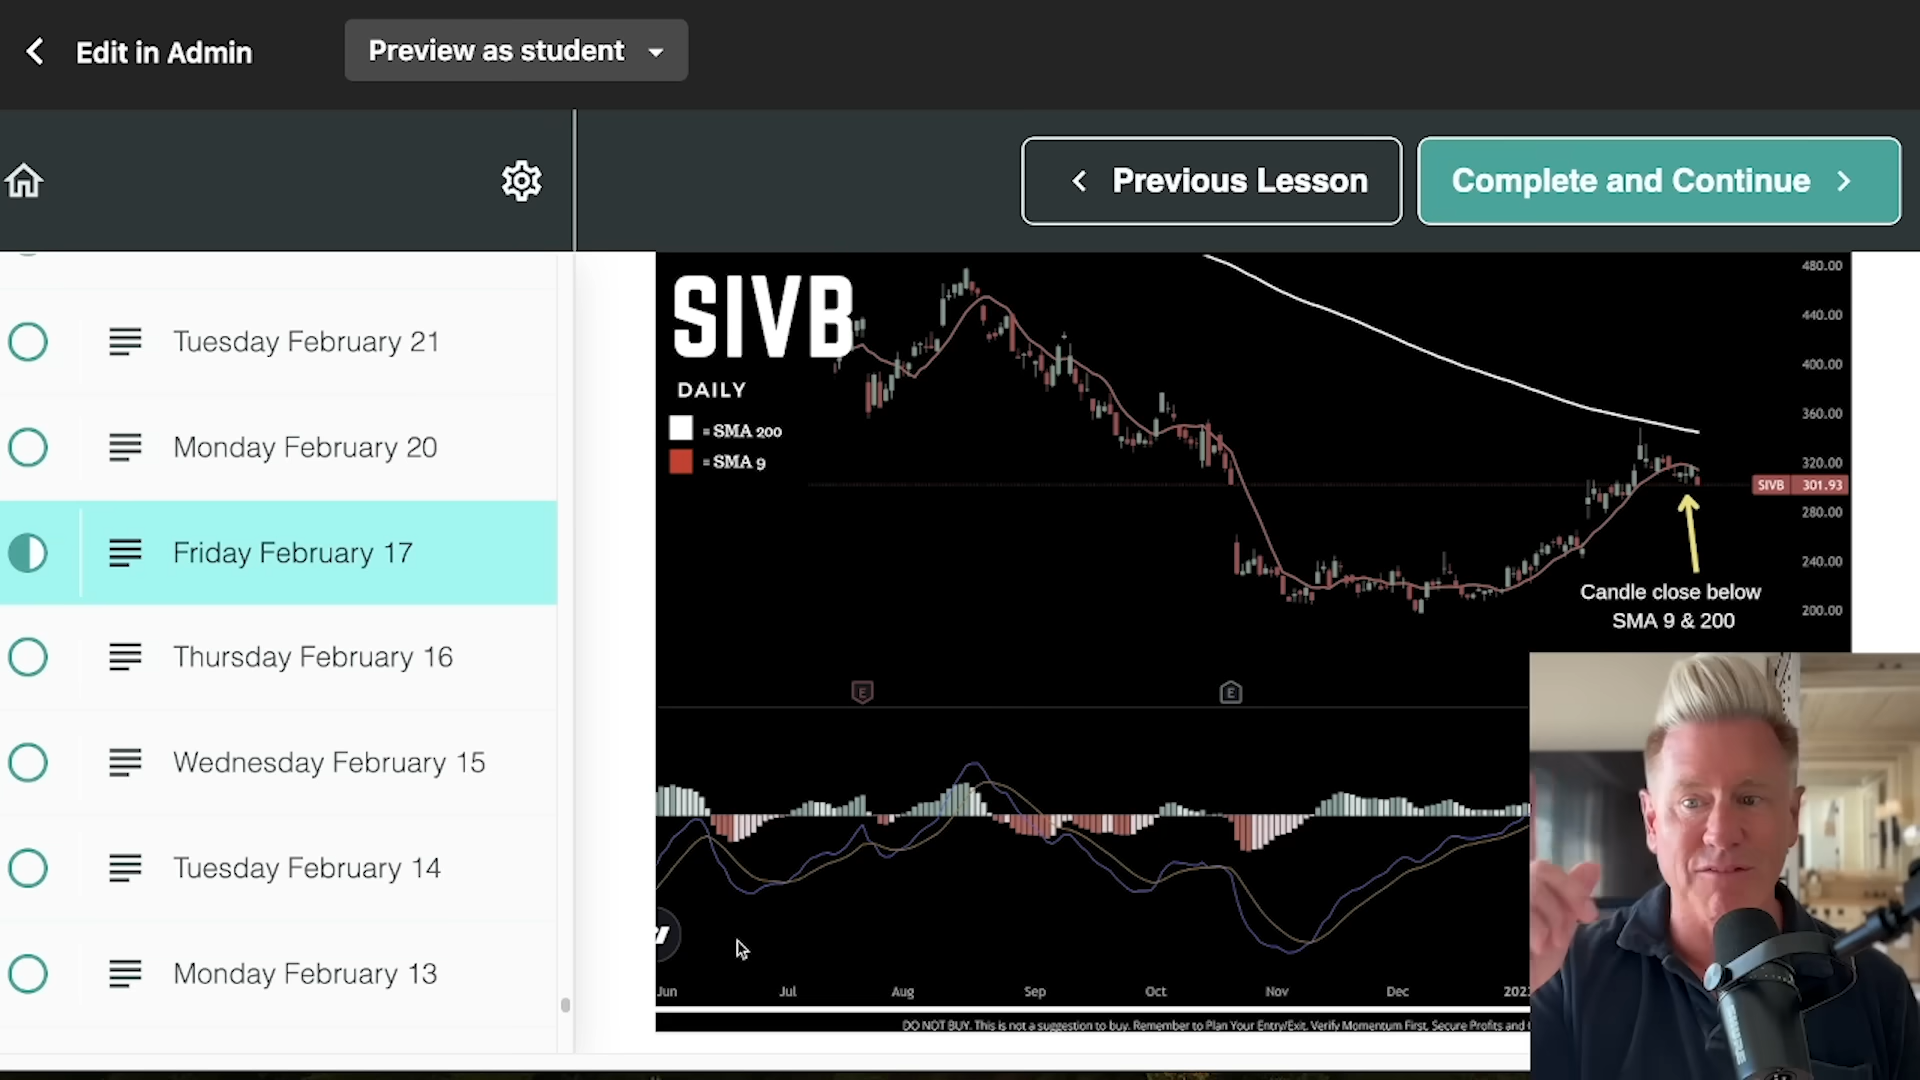 Edit in Admin
Preview as student
Previous Lesson
Complete and Continue
Tuesday February 21
Monday February 20
Friday February 17
Thursday February 16
Wednesday February 15
Tuesday February 14
Monday February 13
SIVB
DAILY
= SMA 200
= SMA 9
480.00
440.00
400.00
360.00
320.00
SIVB 301.93
280.00
240.00
200.00
Candle close below
SMA 9 & 200
E
E
Jun Jul Aug Sep Oct Nov Dec 202
DO NOT BUY. This is not a suggestion to buy. Remember to Plan Your Entry/Exit. Verify Momentum First. Secure Profits and